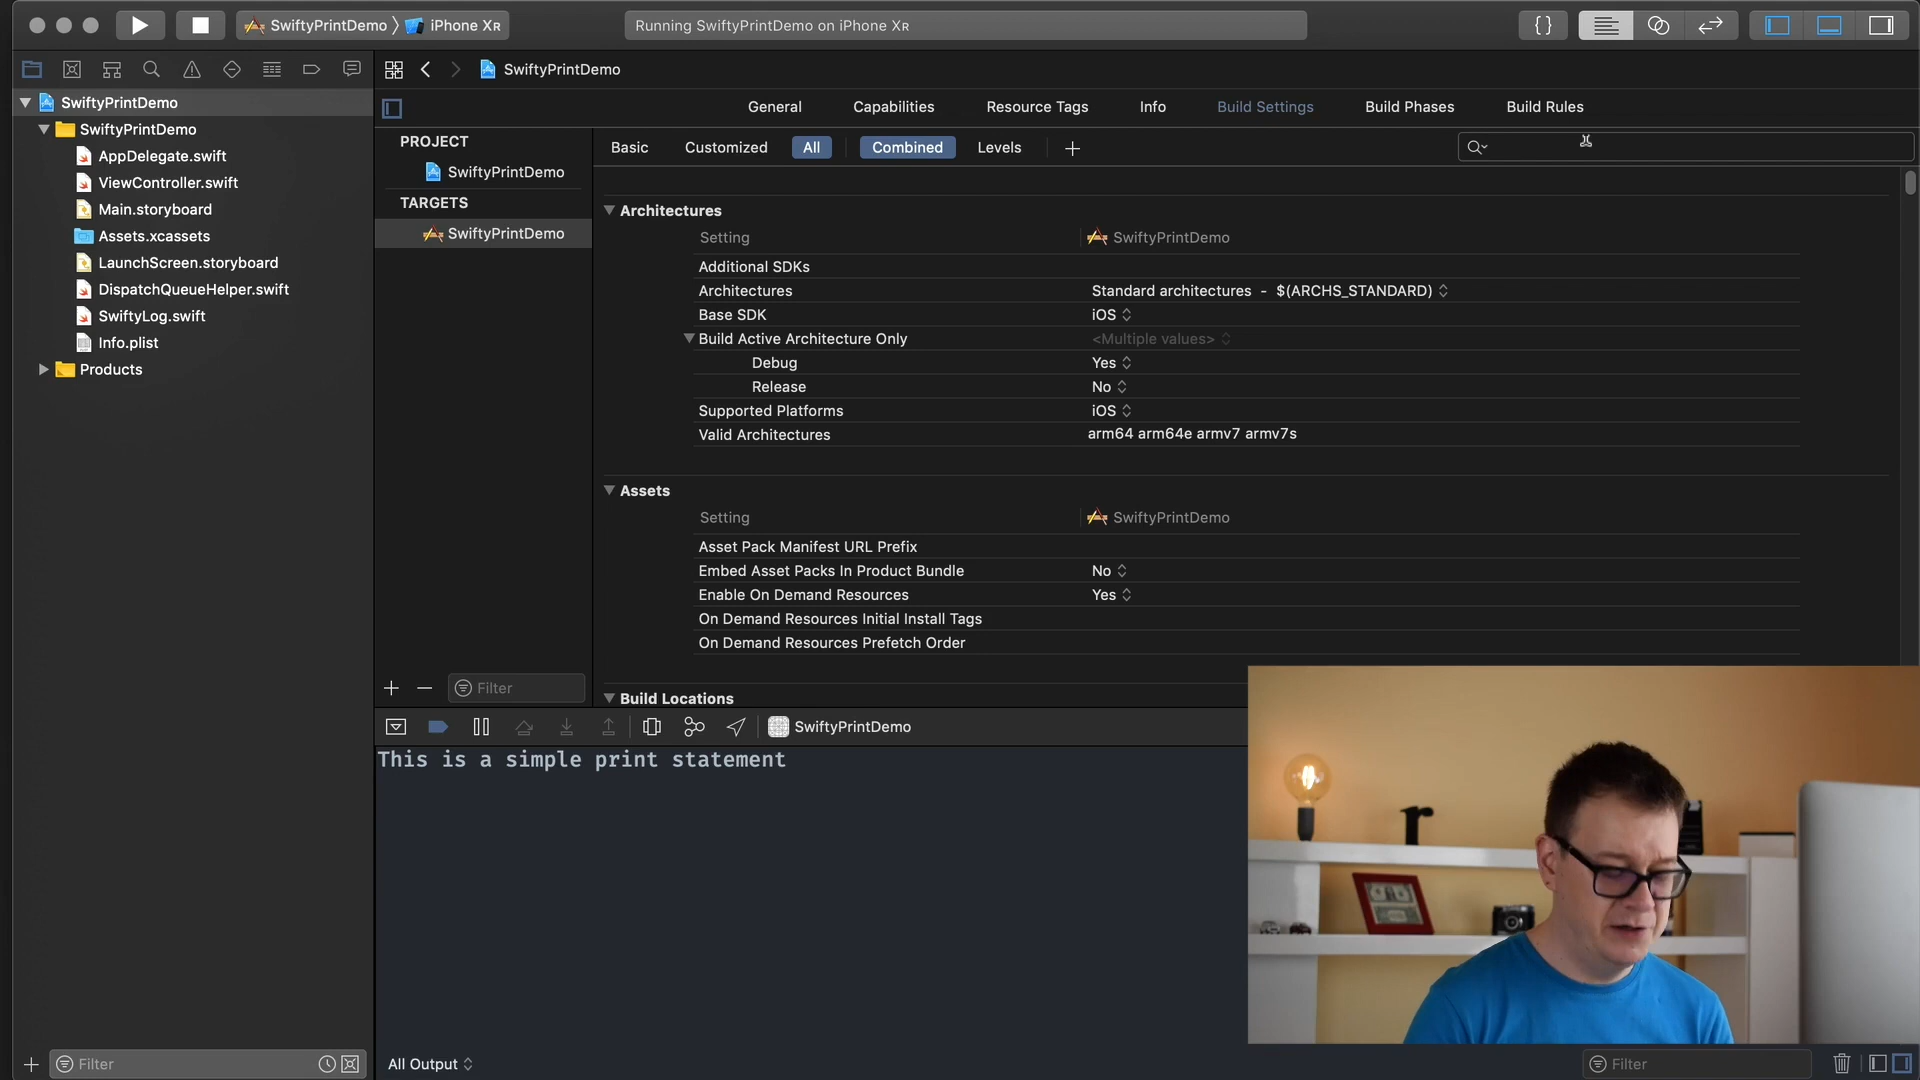 SwiftyPrintDemo
iPhone XR
Running SwiftyPrintDemo on iPhone XR
SwiftyPrintDemo
SwiftyPrintDemo
AppDelegate.swift
ViewController.swift
Main.storyboard
Assets.xcassets
LaunchScreen.storyboard
DispatchQueueHelper.swift
SwiftyLog.swift
Info.plist
Products
Filter
SwiftyPrintDemo
General
Capabilities
Resource Tags
Info
Build Settings
Build Phases
Build Rules
PROJECT
SwiftyPrintDemo
TARGETS
SwiftyPrintDemo
Filter
Basic
Customized
All
Combined
Levels
Architectures
Setting SwiftyPrintDemo
Additional SDKs
Architectures Standard architectures - $(ARCHS_STANDARD)
Base SDK iOS
Build Active Architecture Only <Multiple values>
Debug Yes
Release No
Supported Platforms iOS
Valid Architectures arm64 arm64e armv7 armv7s
Assets
Setting SwiftyPrintDemo
Asset Pack Manifest URL Prefix
Embed Asset Packs In Product Bundle No
Enable On Demand Resources Yes
On Demand Resources Initial Install Tags
On Demand Resources Prefetch Order
Build Locations
SwiftyPrintDemo
This is a simple print statement
All Output
Filter